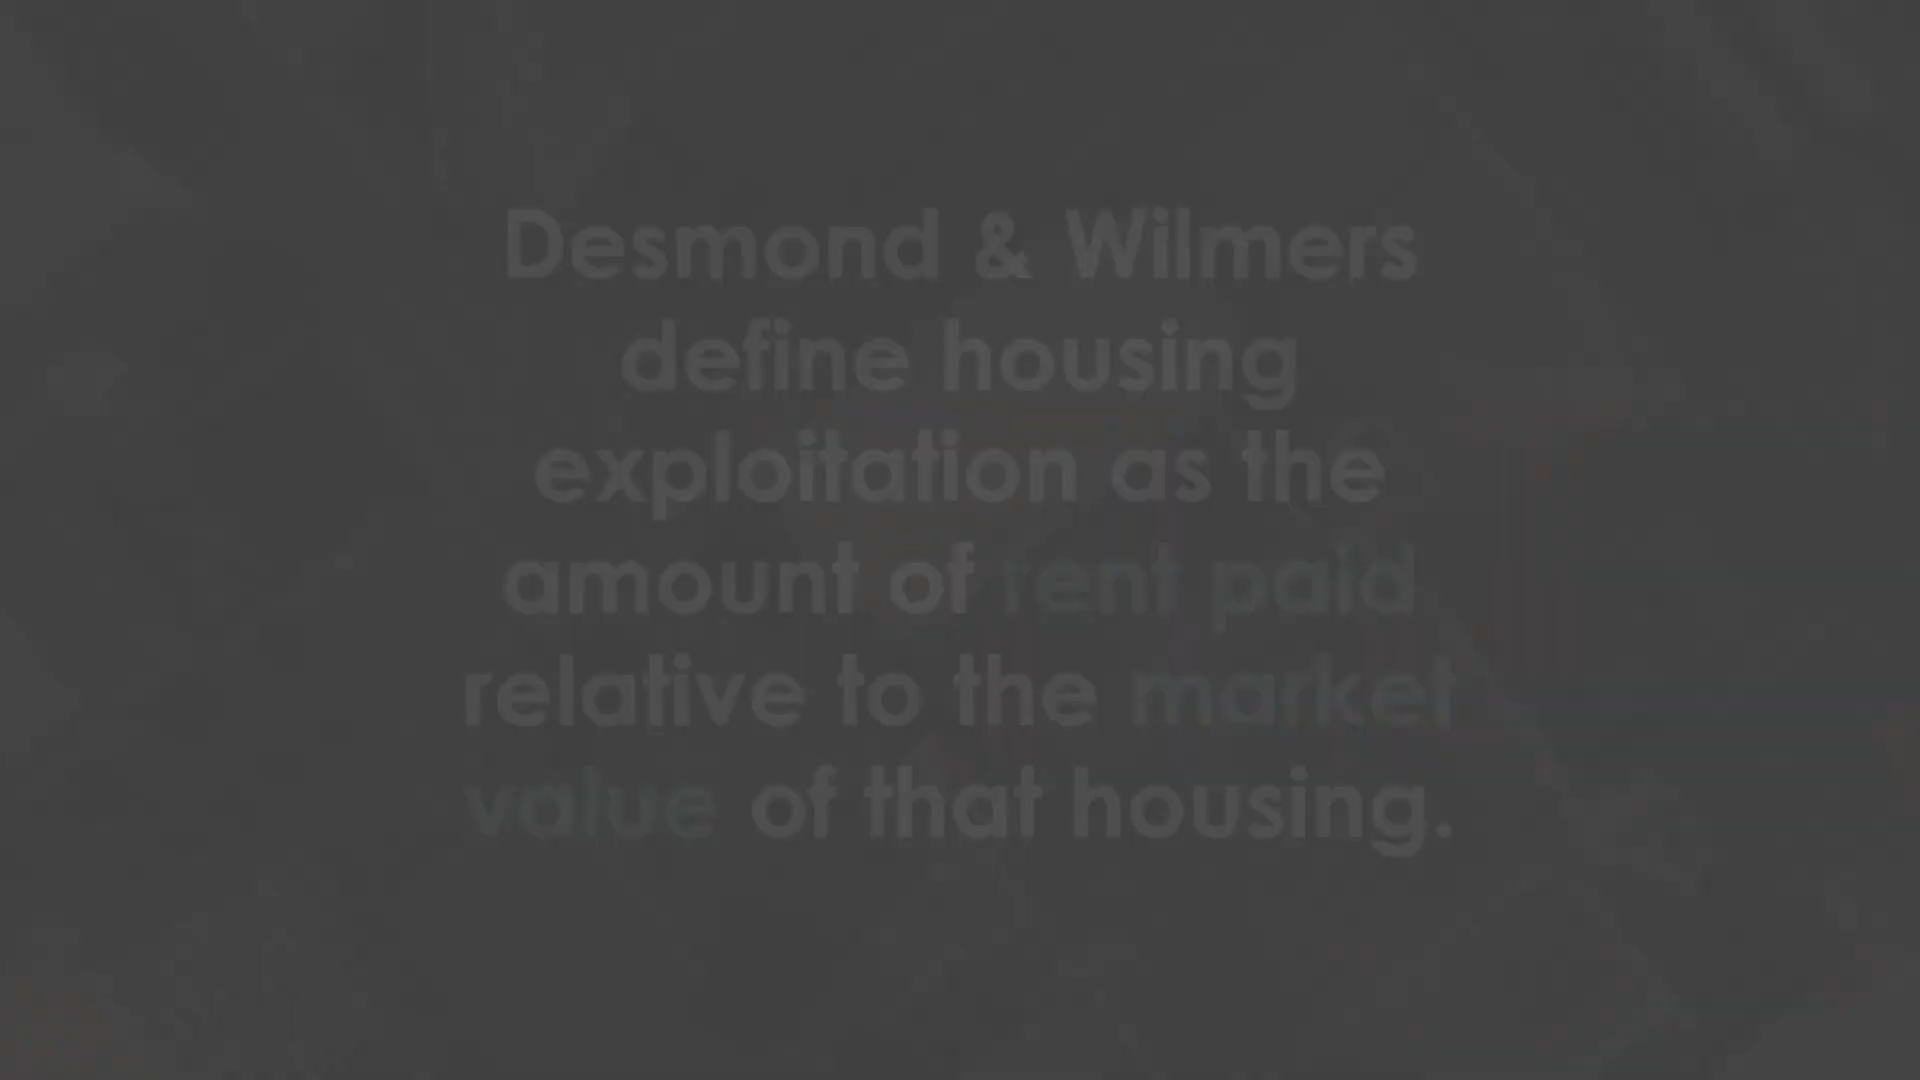 Desmond & Wilmers
define housing
exploitation as the
amount of rent paid
relative to the market
value of that housing.